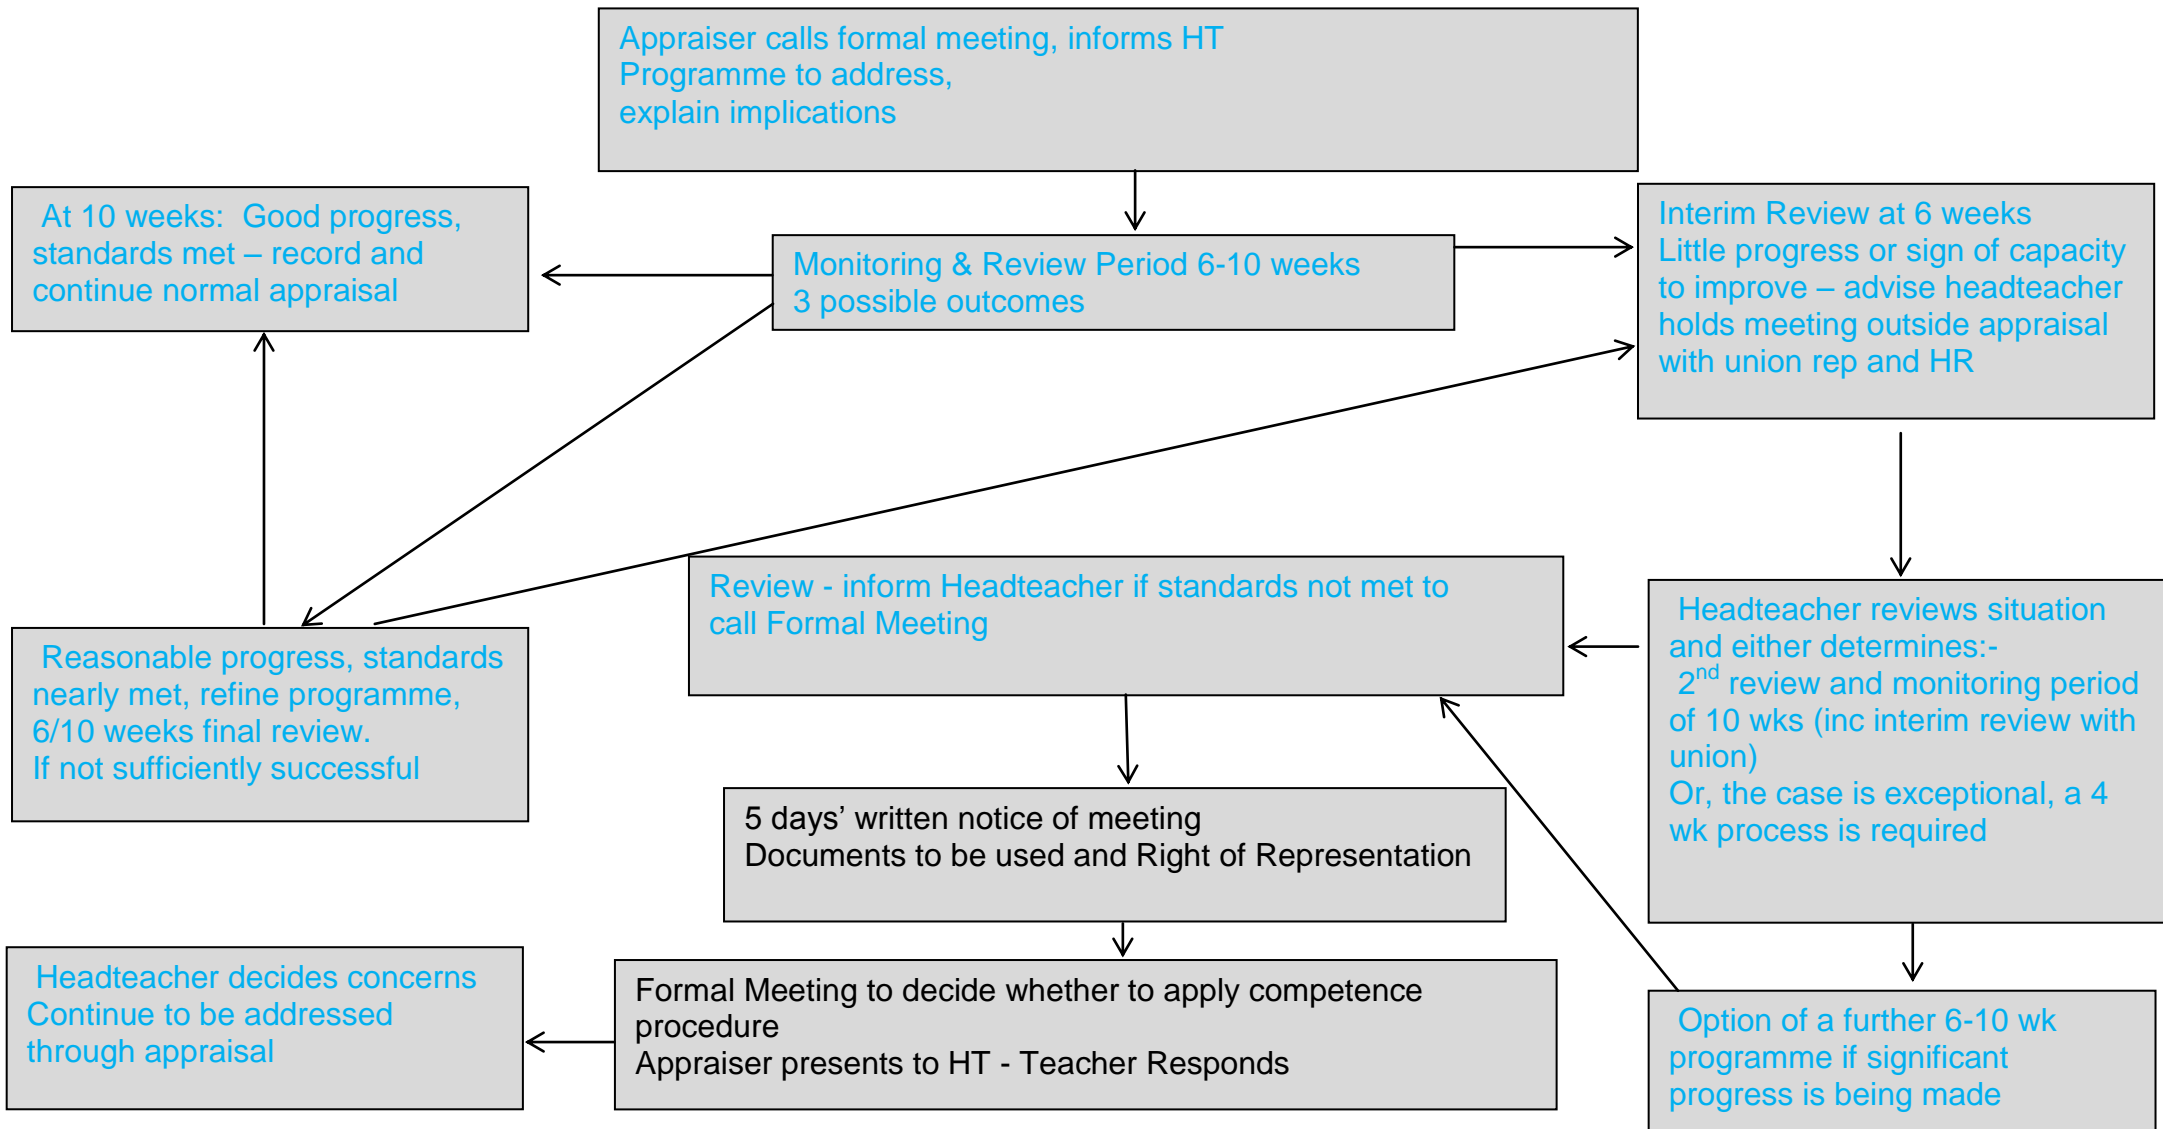 Appraiser calls formal meeting, informs HT
Programme to address,
explain implications
At 10 weeks:  Good progress,
standards met – record and
continue normal appraisal
Monitoring & Review Period 6-10 weeks
3 possible outcomes
Interim Review at 6 weeks
Little progress or sign of capacity
to improve – advise headteacher
holds meeting outside appraisal
with union rep and HR
Reasonable progress, standards
nearly met, refine programme,
6/10 weeks final review.
If not sufficiently successful
Review - inform Headteacher if standards not met to
call Formal Meeting
Headteacher reviews situation
and either determines:-
2nd review and monitoring period
of 10 wks (inc interim review with
union)
Or, the case is exceptional, a 4
wk process is required
5 days’ written notice of meeting
Documents to be used and Right of Representation
Headteacher decides concerns
Continue to be addressed
through appraisal
Formal Meeting to decide whether to apply competence
procedure
Appraiser presents to HT - Teacher Responds
Option of a further 6-10 wk
programme if significant
progress is being made